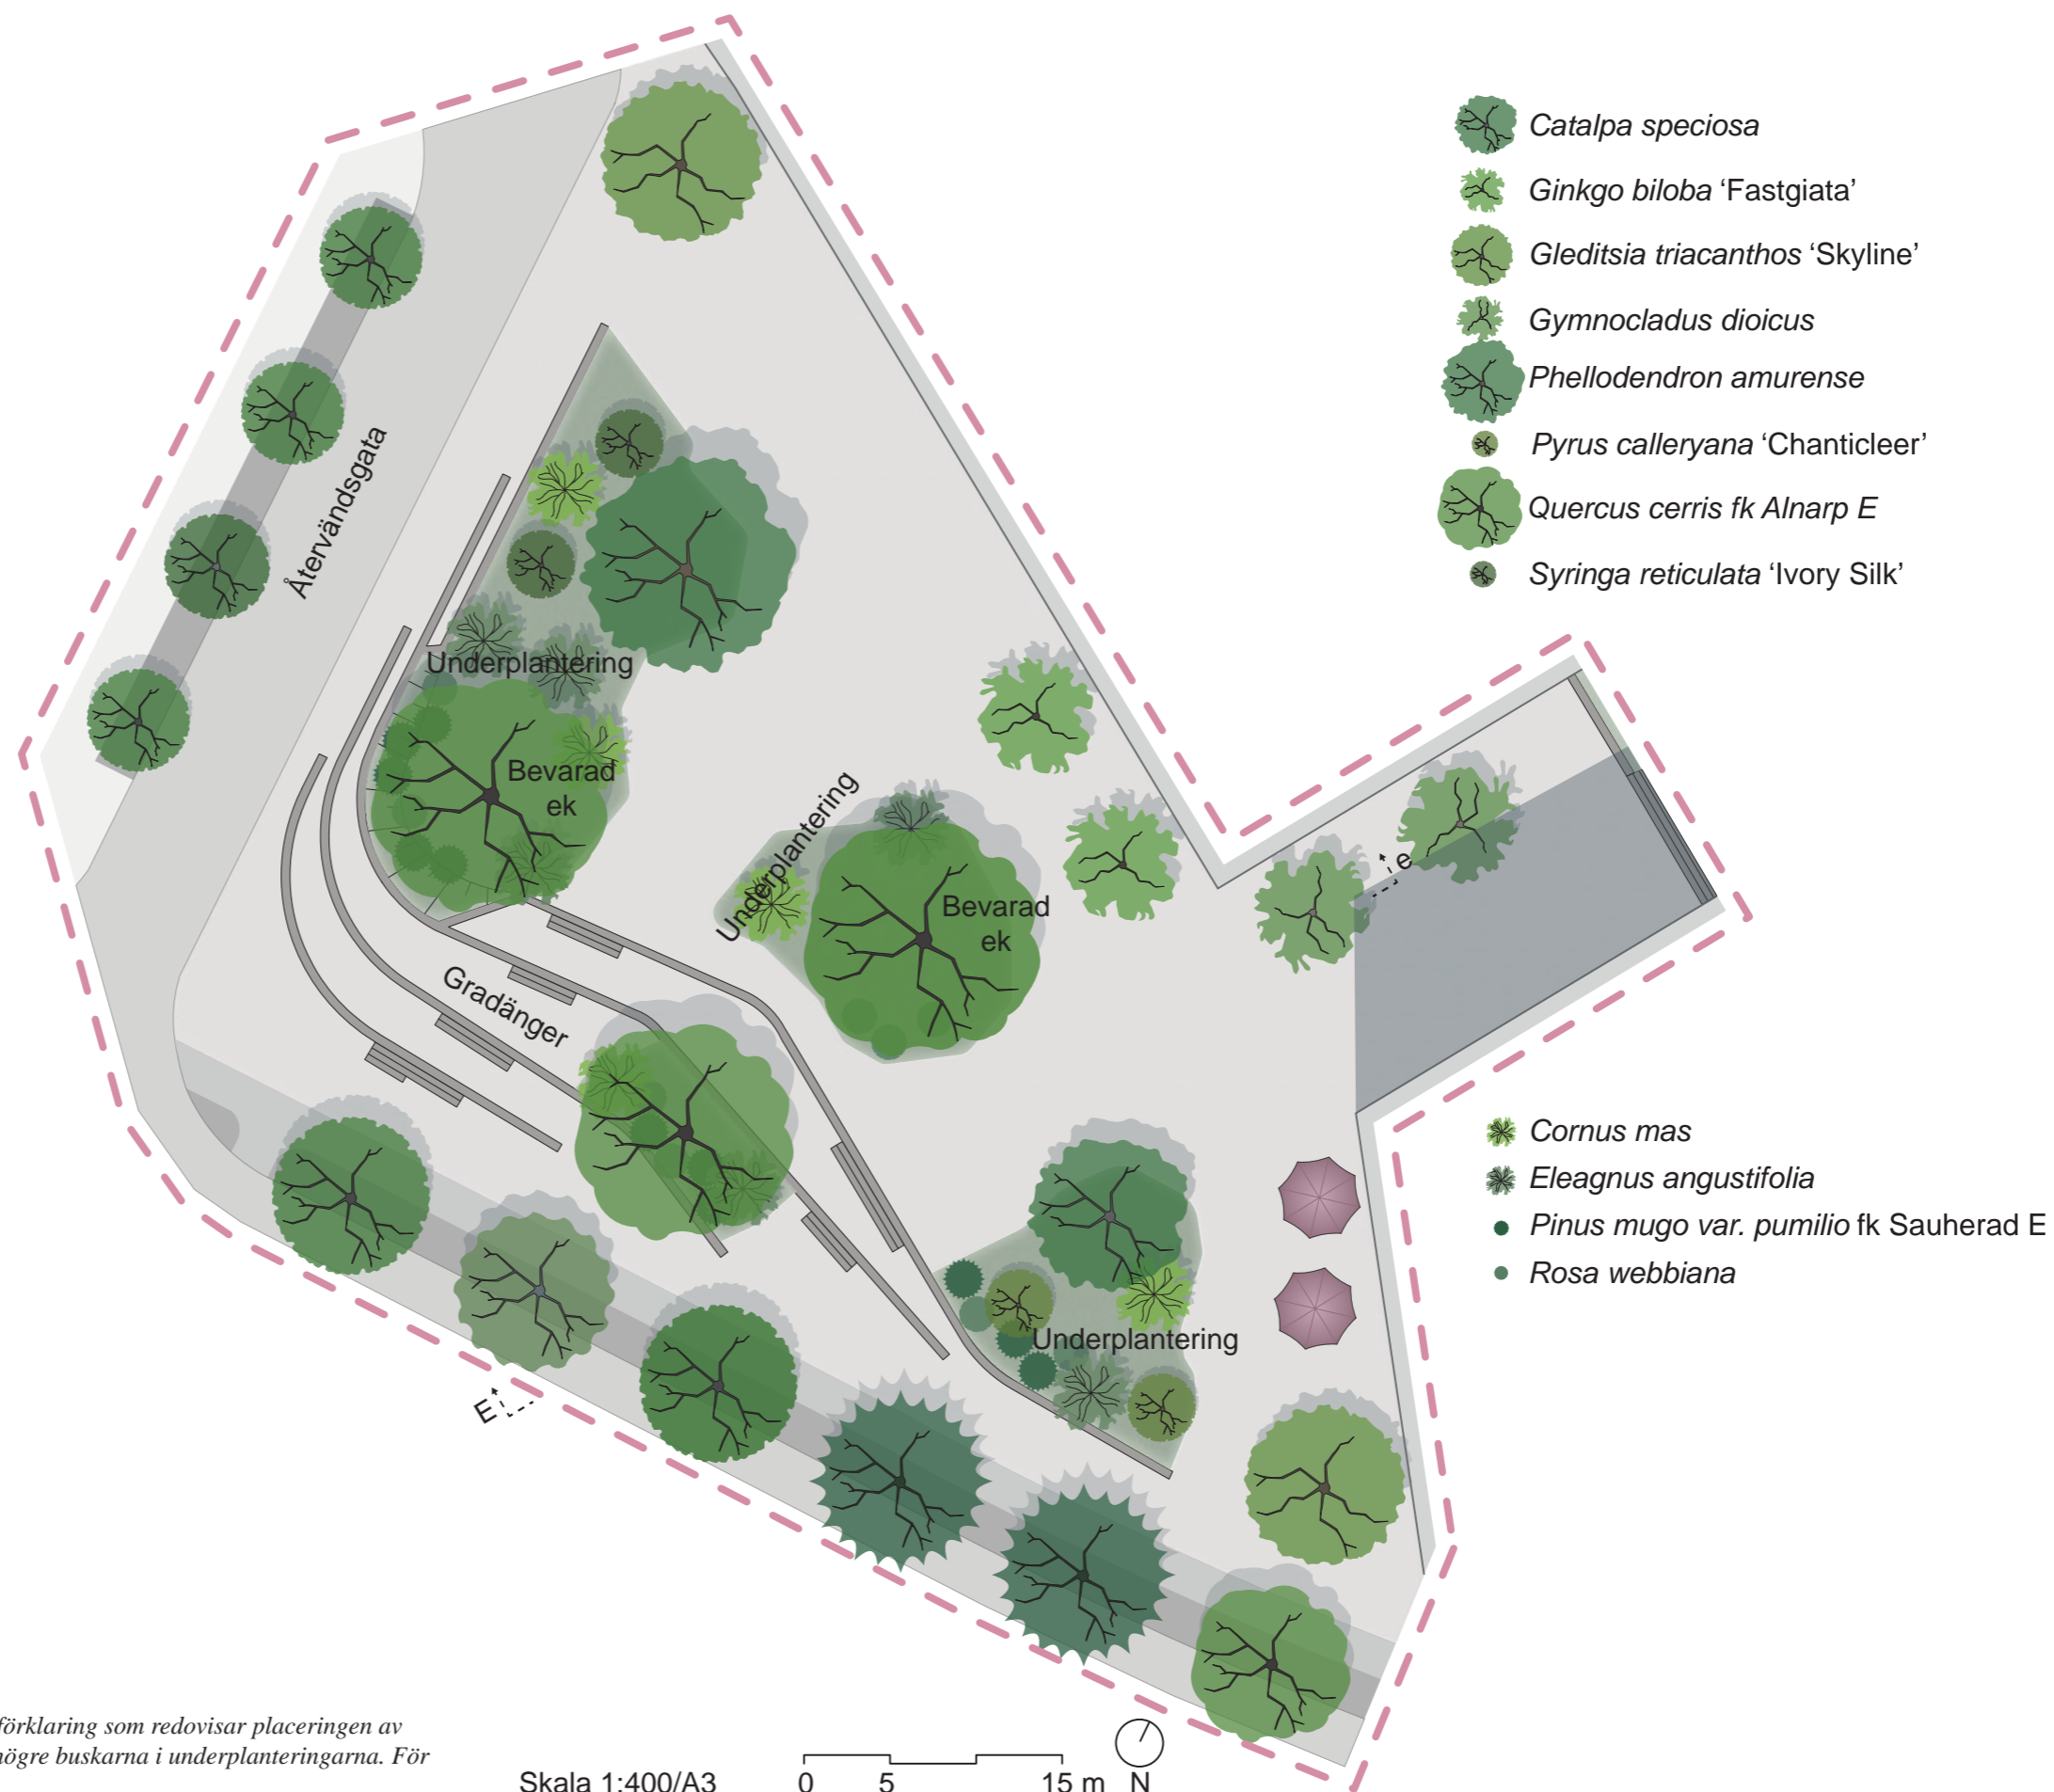 Catalpa speciosa
Ginkgo biloba ‘Fastgiata’
Gleditsia triacanthos ‘Skyline’
Gymnocladus dioicus
Phellodendron amurense
Pyrus calleryana ‘Chanticleer’
Quercus cerris fk Alnarp E
Syringa reticulata ‘Ivory Silk’
Återvändsgata
Underplantering
Bevarad
ek
Underplantering
Bevarad
ek
e
Gradänger
Cornus mas
Eleagnus angustifolia
Pinus mugo var. pumilio fk Sauherad E
Rosa webbiana
Underplantering
E
förklaring som redovisar placeringen av
högre buskarna i underplanteringarna. För
Skala 1:400/A3
0 5 15 m N